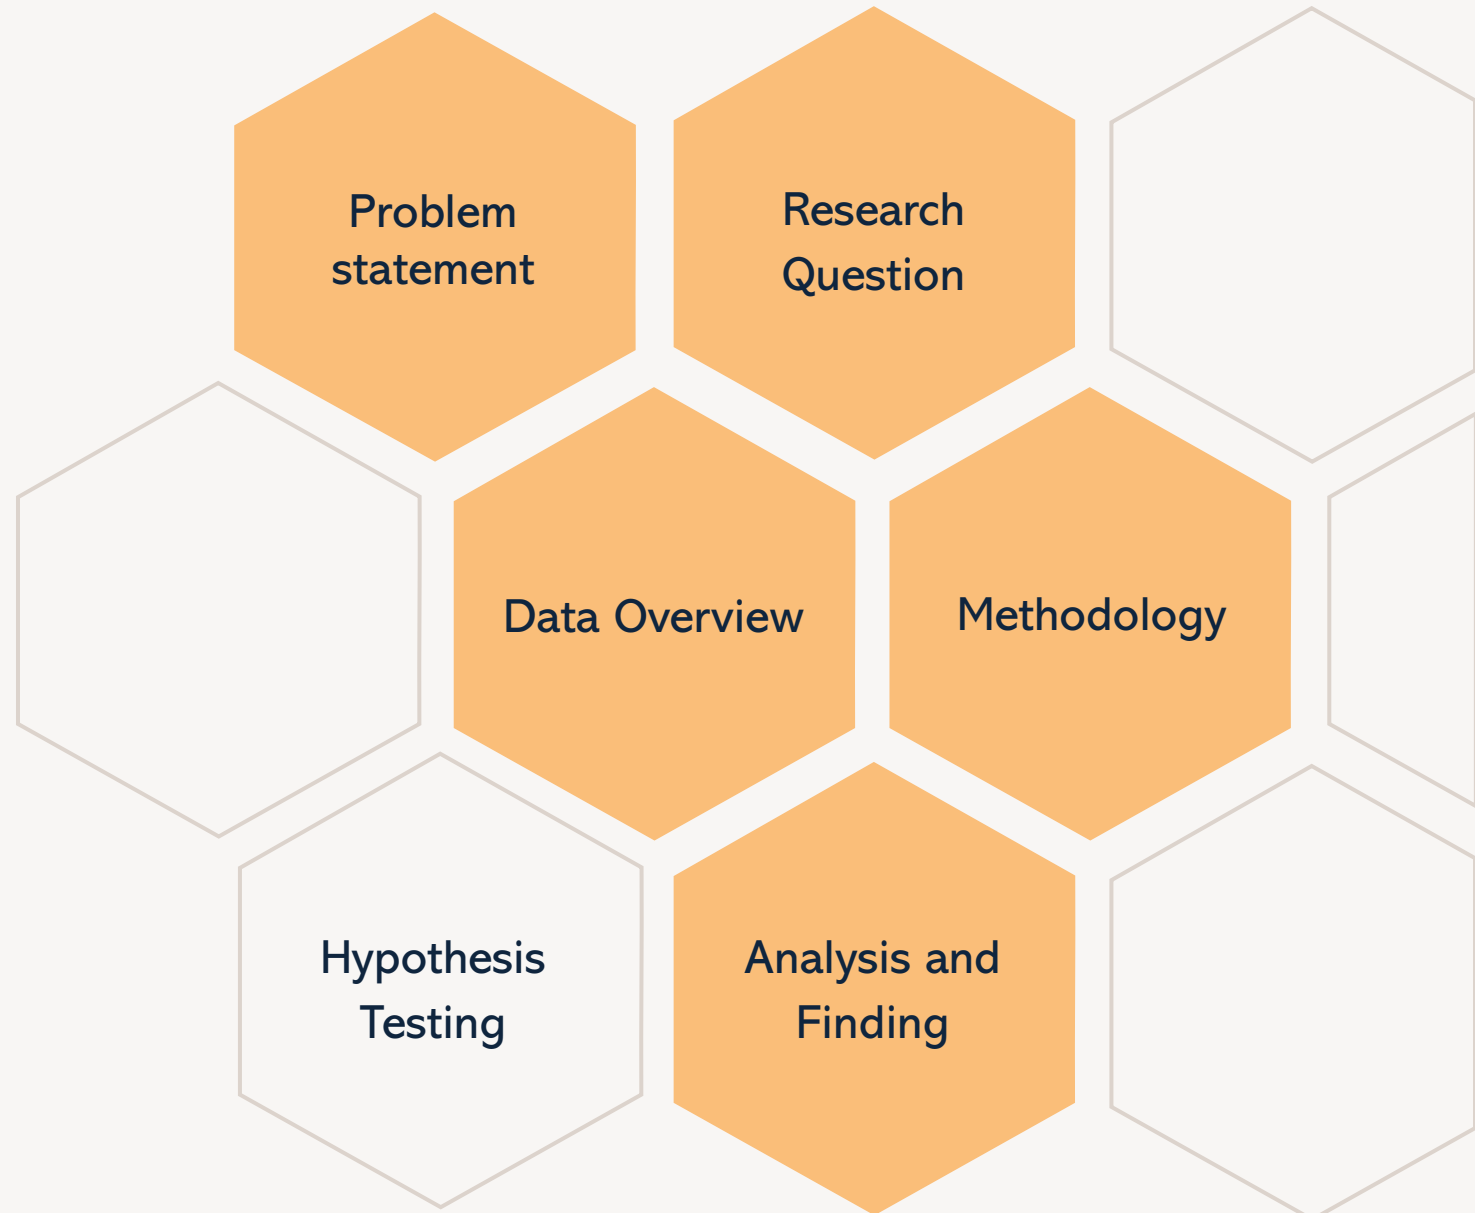 Problem
statement
Research
Question
Data Overview
Methodology
Hypothesis
Testing
Analysis and
Finding